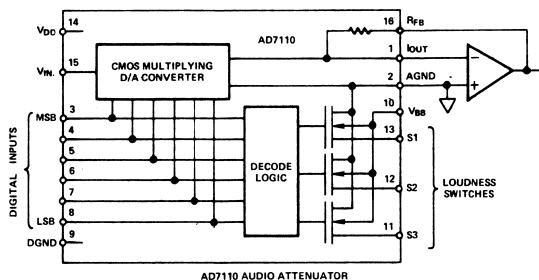 VDD 14
AD7110
16 RFB
1 IOUT
CMOS MULTIPLYING
D/A CONVERTER
VIN. 15
2 AGND
10 VBB
DIGITAL INPUTS
MSB 3
4
5
6
7
LSB 8
DGND 9
DECODE
LOGIC
13 S1
12 S2
11 S3
LOUDNESS
SWITCHES
−
+
AD7110 AUDIO ATTENUATOR